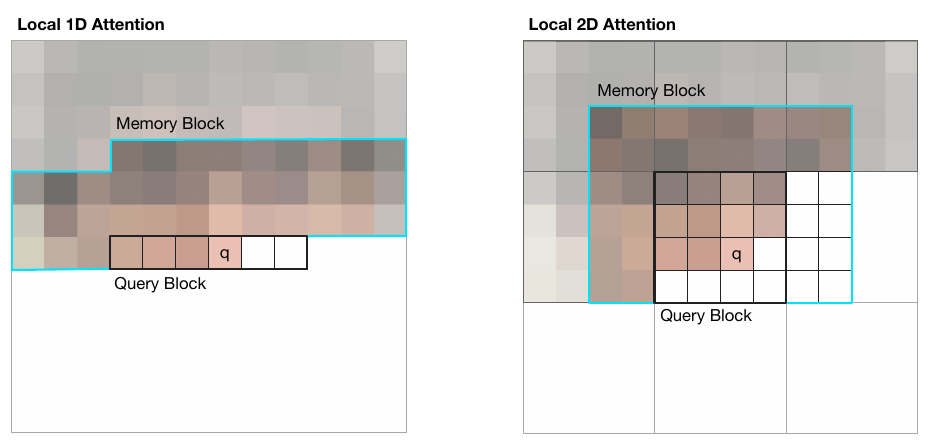 Local 1D Attention
Memory Block
q
Query Block
Local 2D Attention
Memory Block
q
Query Block